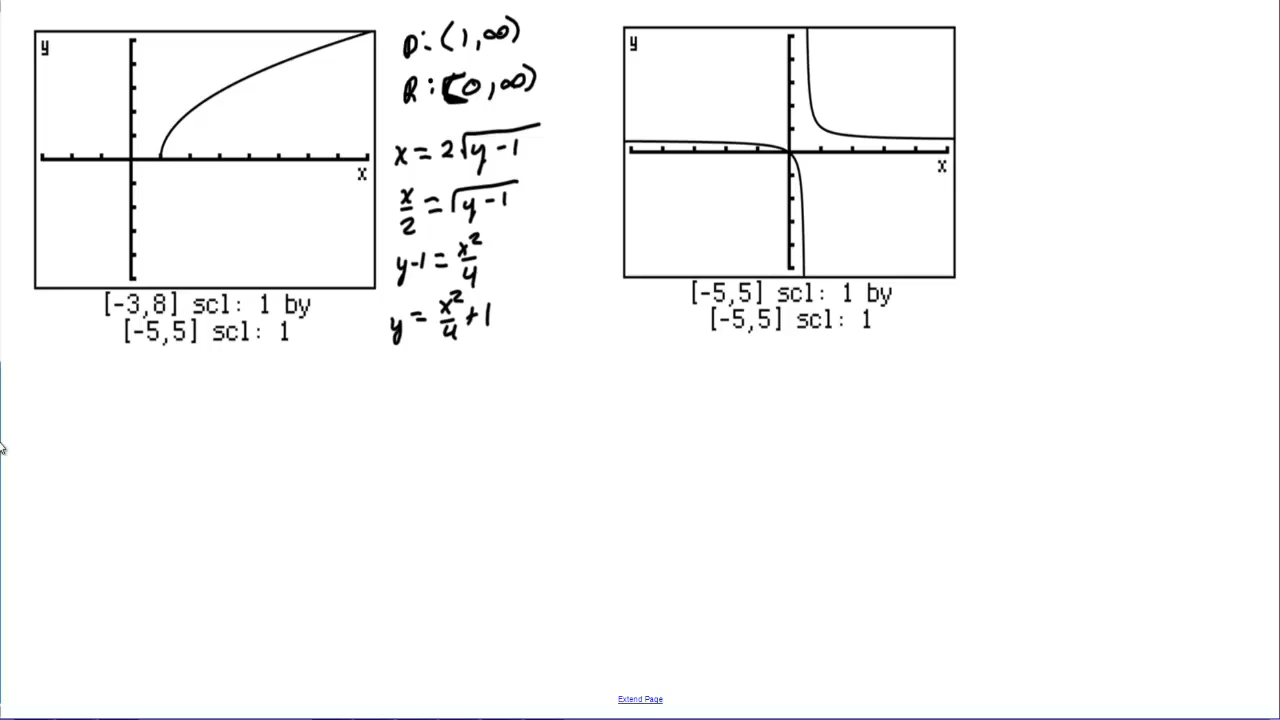 y
x
[-3,8] scl: 1 by
[-5,5] scl: 1
D: (1,∞)
R: [0,∞)
x = 2√(y-1)
x/2 = √(y-1)
y-1 = x²/4
y = x²/4 + 1
y
x
[-5,5] scl: 1 by
[-5,5] scl: 1
Extend Page